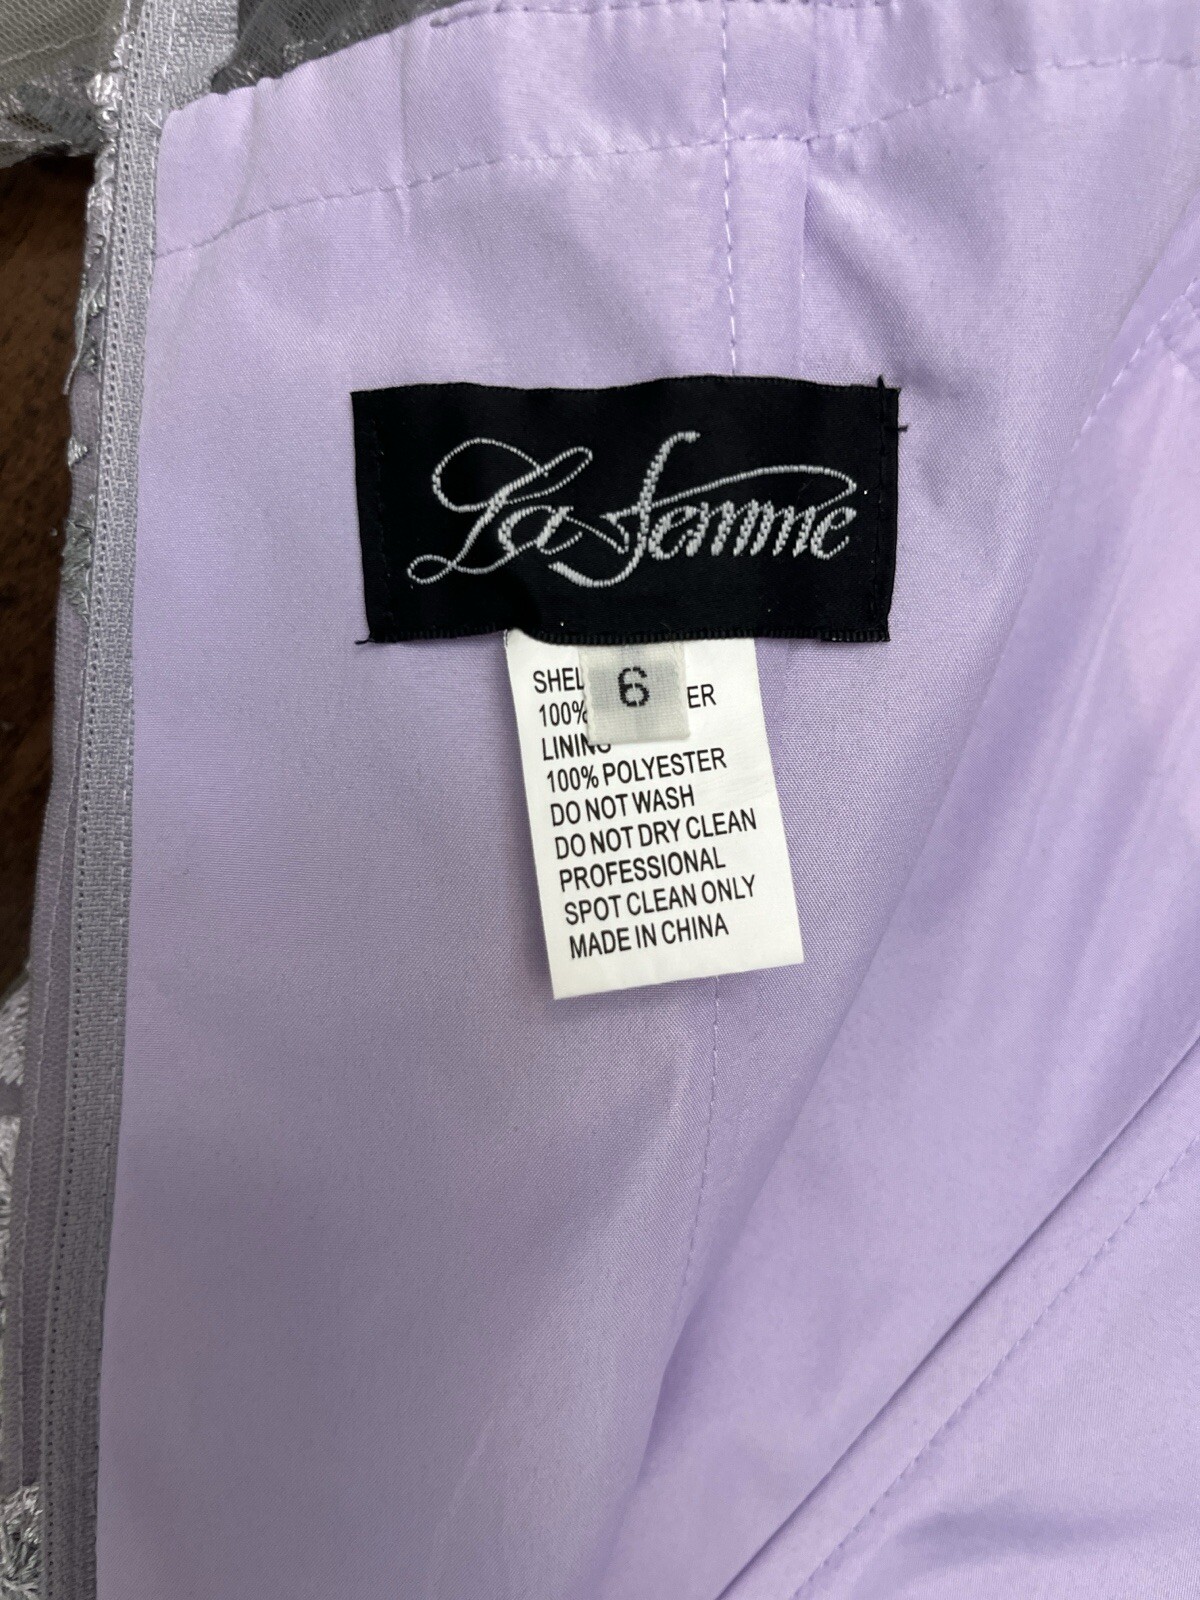 La Femme
6
SHEL
100% ER
LINING
100% POLYESTER
DO NOT WASH
DO NOT DRY CLEAN
PROFESSIONAL
SPOT CLEAN ONLY
MADE IN CHINA